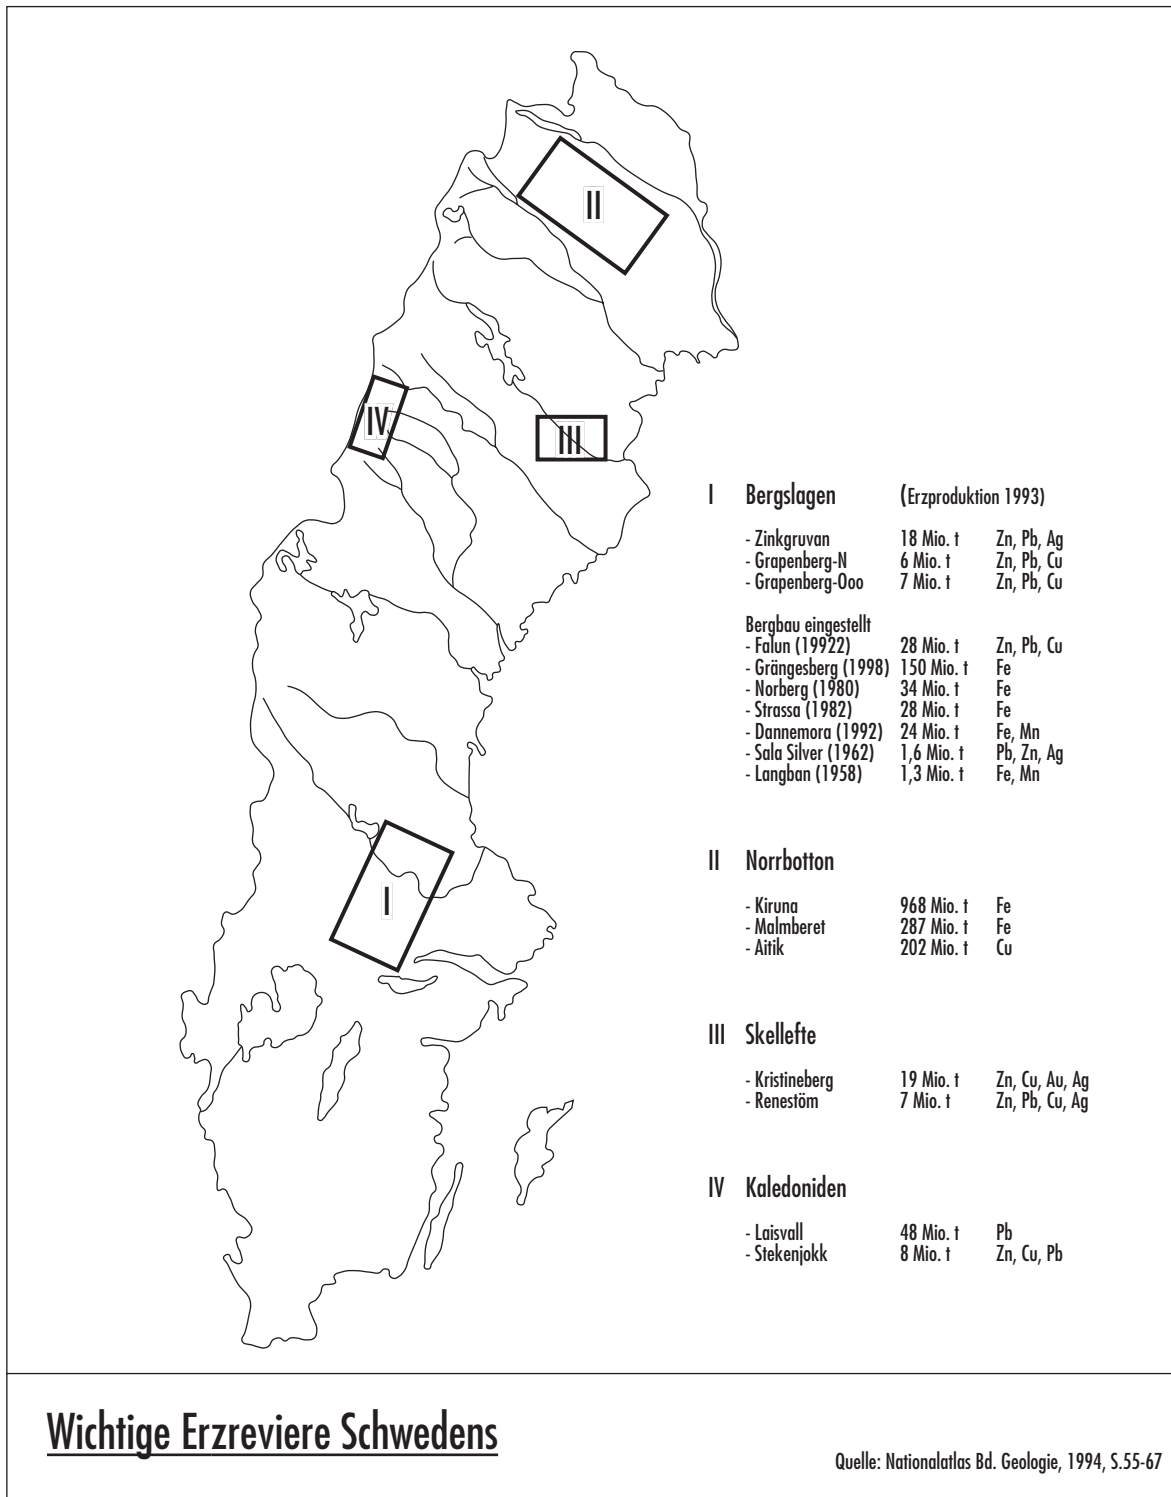 II
IV
III
I
I Bergslagen (Erzproduktion 1993)
- Zinkgruvan 18 Mio. t Zn, Pb, Ag
- Grapenberg-N 6 Mio. t Zn, Pb, Cu
- Grapenberg-Ooo 7 Mio. t Zn, Pb, Cu
Bergbau eingestellt
- Falun (19922) 28 Mio. t Zn, Pb, Cu
- Grängesberg (1998) 150 Mio. t Fe
- Norberg (1980) 34 Mio. t Fe
- Strassa (1982) 28 Mio. t Fe
- Dannemora (1992) 24 Mio. t Fe, Mn
- Sala Silver (1962) 1,6 Mio. t Pb, Zn, Ag
- Langban (1958) 1,3 Mio. t Fe, Mn
II Norrbotton
- Kiruna 968 Mio. t Fe
- Malmberet 287 Mio. t Fe
- Aitik 202 Mio. t Cu
III Skellefte
- Kristineberg 19 Mio. t Zn, Cu, Au, Ag
- Renestöm 7 Mio. t Zn, Pb, Cu, Ag
IV Kaledoniden
- Laisvall 48 Mio. t Pb
- Stekenjokk 8 Mio. t Zn, Cu, Pb
Wichtige Erzreviere Schwedens
Quelle: Nationalatlas Bd. Geologie, 1994, S.55-67